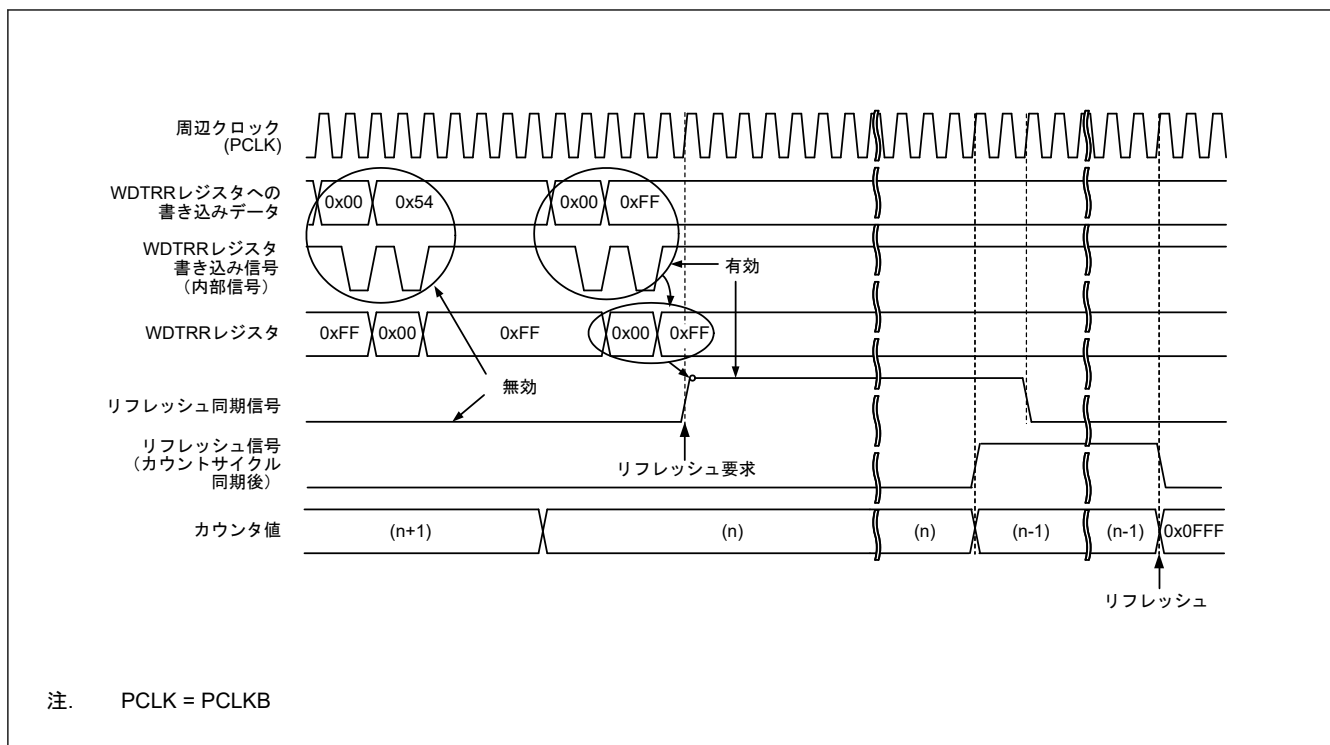 周辺クロック
(PCLK)
WDTRRレジスタへの
書き込みデータ
0x00
0x54
0x00
0xFF
WDTRRレジスタ
書き込み信号
（内部信号）
有効
WDTRRレジスタ
0xFF
0x00
0xFF
0x00
0xFF
無効
リフレッシュ同期信号
リフレッシュ要求
リフレッシュ信号
（カウントサイクル
同期後）
カウンタ値
(n+1)
(n)
(n)
(n-1)
(n-1)
0x0FFF
リフレッシュ
注. PCLK = PCLKB